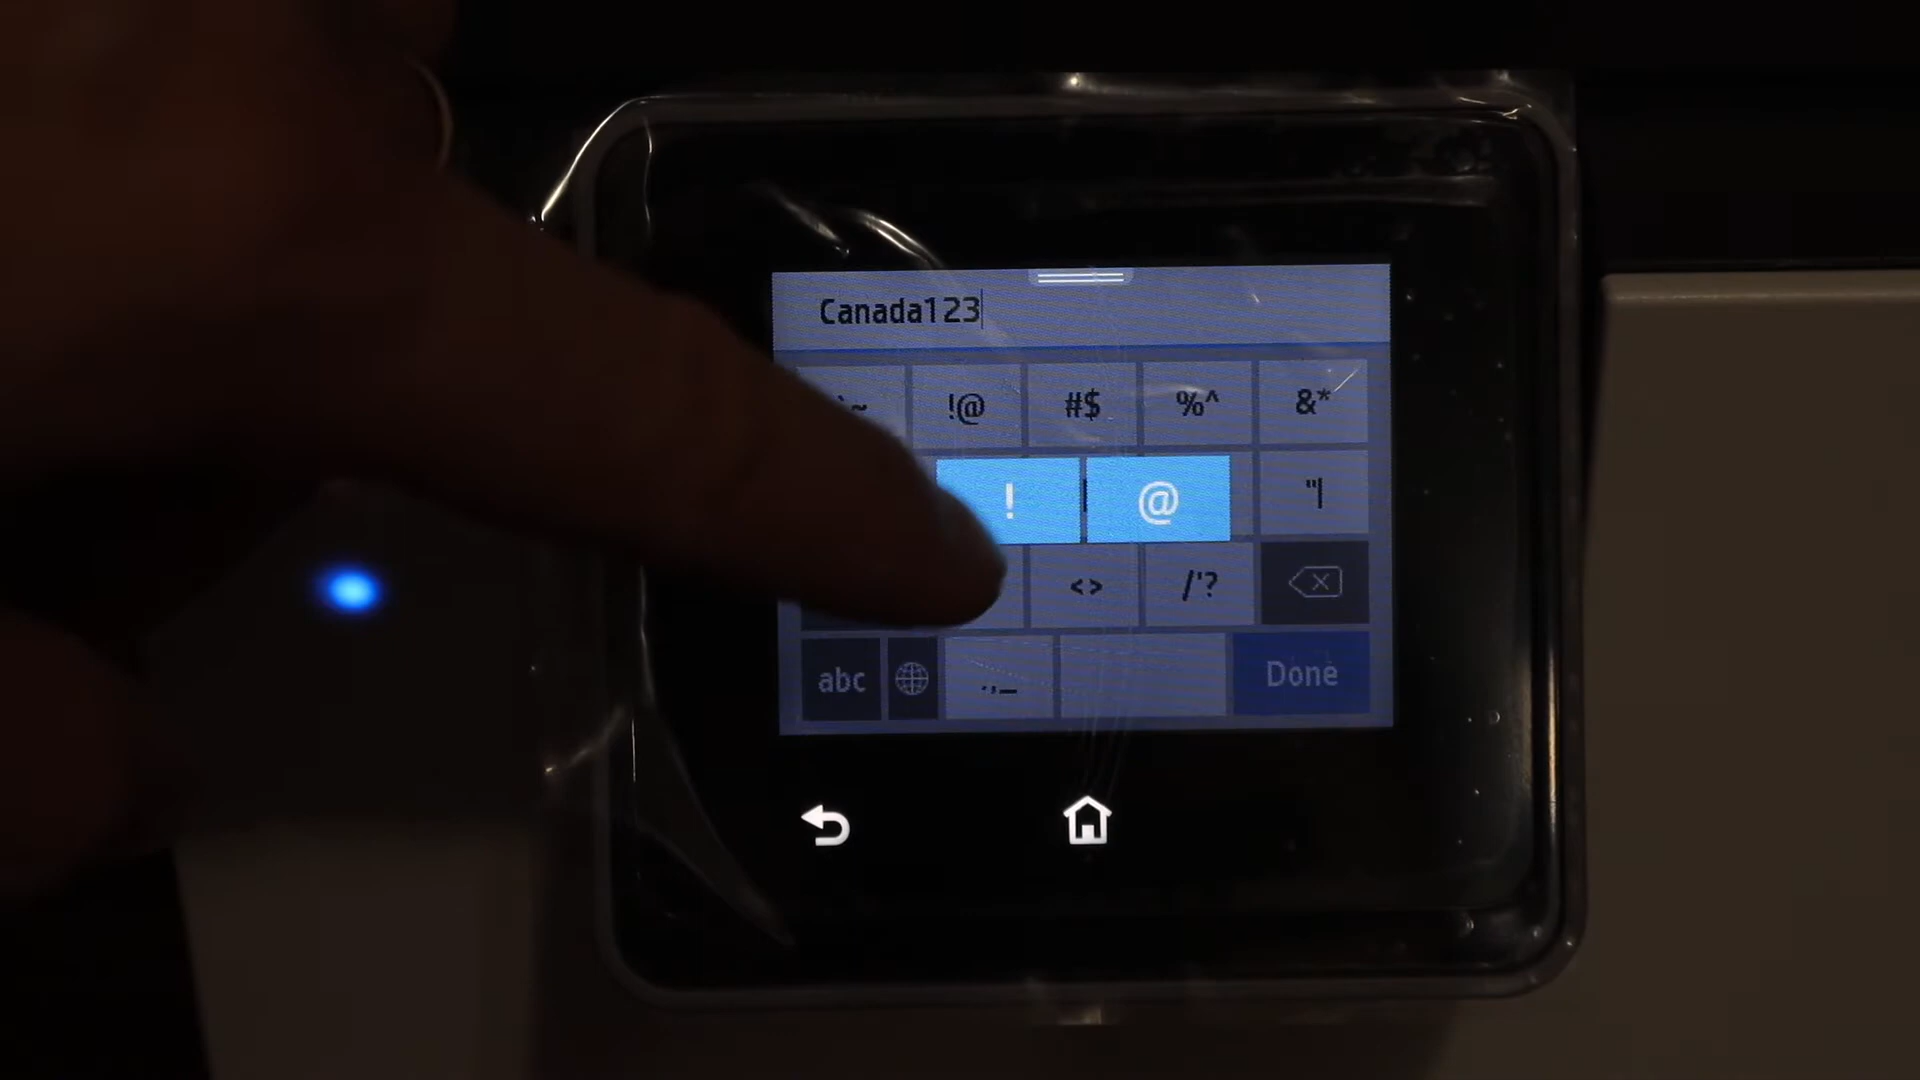 Canada123
`~ !@ #$ %^ &*
! @ "|
<> /'?
abc .,_ Done